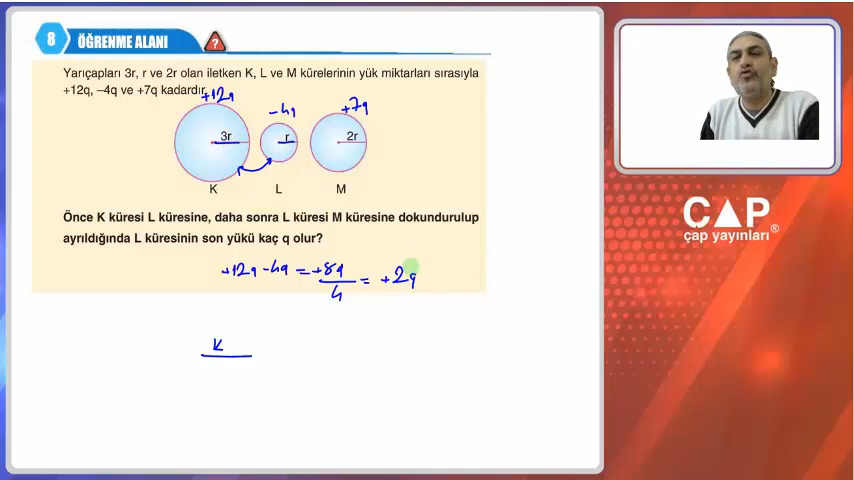 8 ÖĞRENME ALANI ?
Yarıçapları 3r, r ve 2r olan iletken K, L ve M kürelerinin yük miktarları sırasıyla
+12q, –4q ve +7q kadardır.
+12q -4q +7q
3r r 2r
K L M
Önce K küresi L küresine, daha sonra L küresi M küresine dokundurulup
ayrıldığında L küresinin son yükü kaç q olur?
+12q -4q = +8q / 4 = +2q
K
ÇAP
çap yayınları®